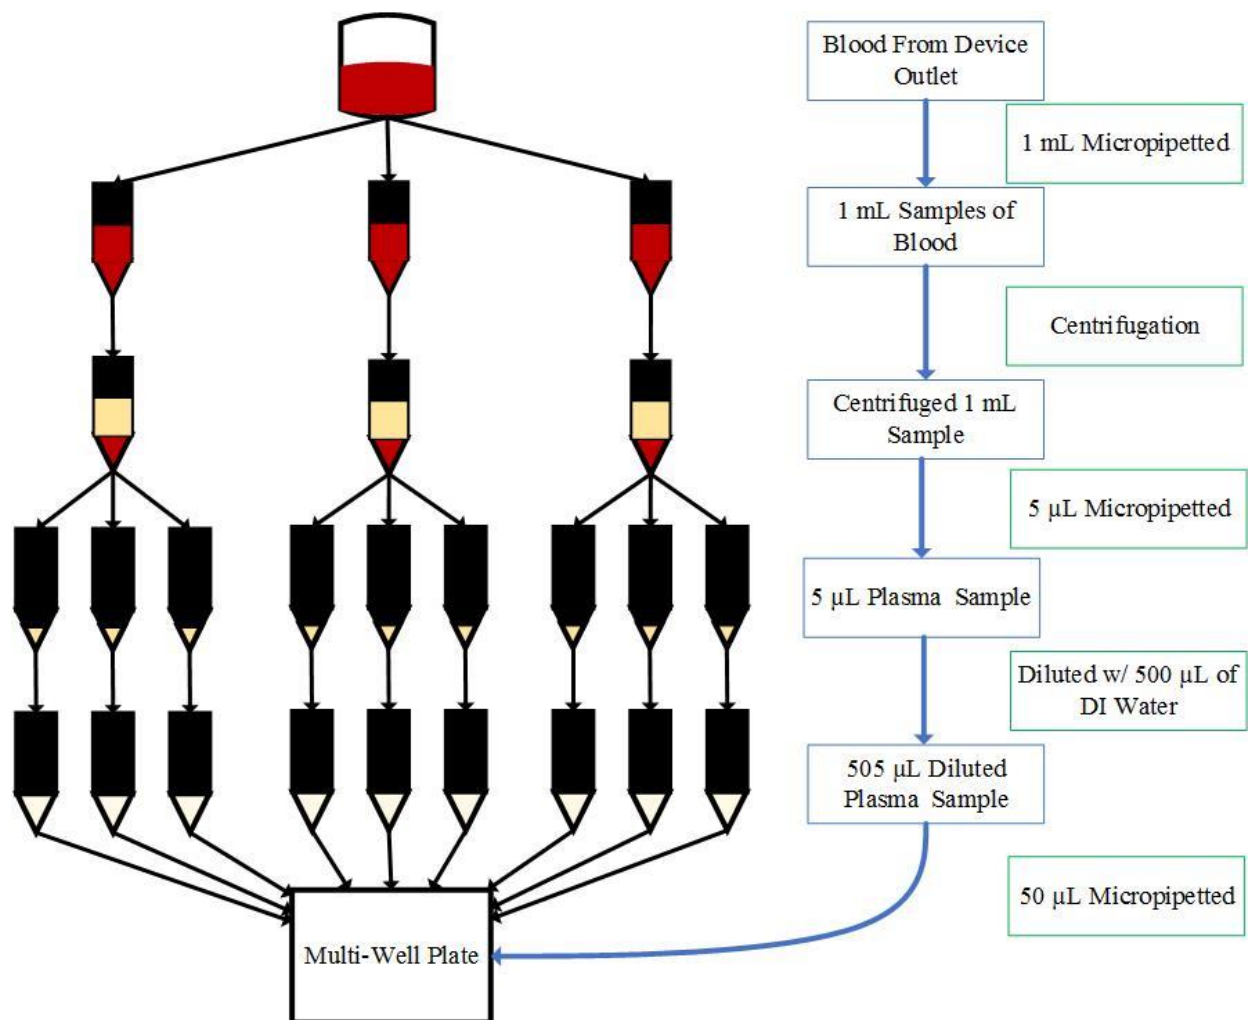 Blood From Device
Outlet
1 mL Micropipetted
1 mL Samples of
Blood
Centrifugation
Centrifuged 1 mL
Sample
5 µL Micropipetted
5 µL Plasma Sample
Diluted w/ 500 µL of
DI Water
505 µL Diluted
Plasma Sample
50 µL Micropipetted
Multi-Well Plate